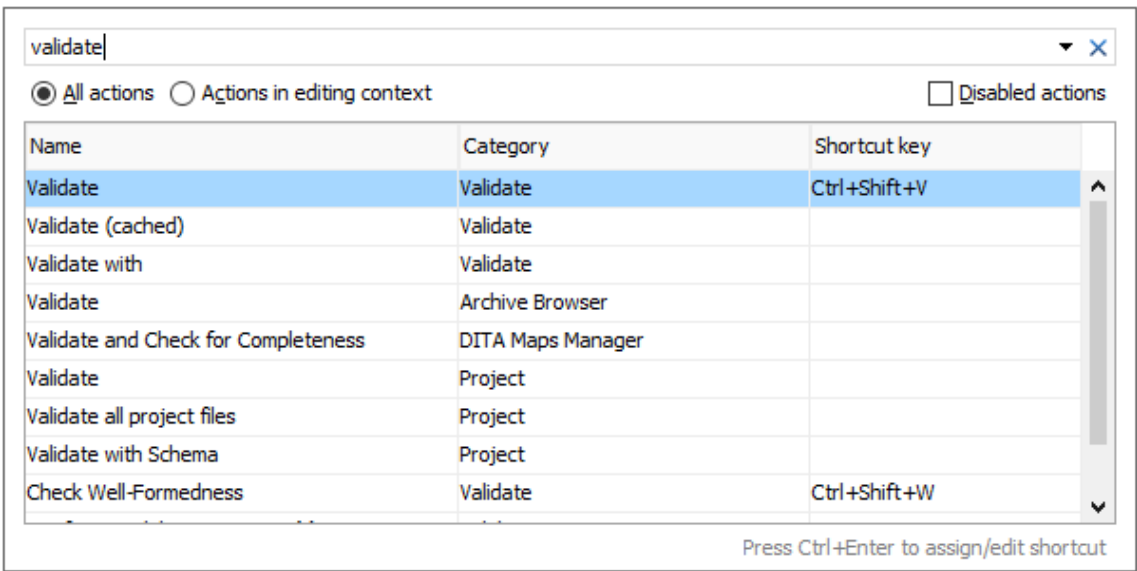 validate
All actions Actions in editing context Disabled actions
Name Category Shortcut key
Validate Validate Ctrl+Shift+V
Validate (cached) Validate
Validate with Validate
Validate Archive Browser
Validate and Check for Completeness DITA Maps Manager
Validate Project
Validate all project files Project
Validate with Schema Project
Check Well-Formedness Validate Ctrl+Shift+W
Press Ctrl+Enter to assign/edit shortcut